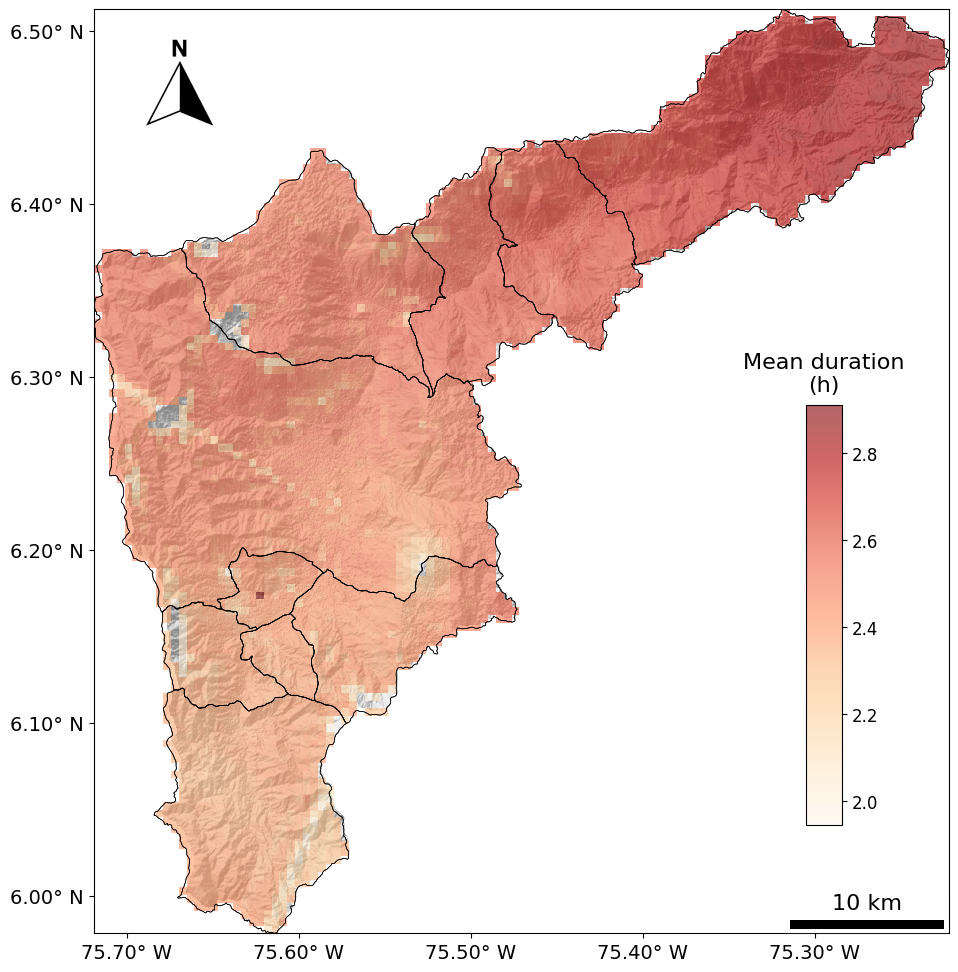 6.50° N
N
6.40° N
6.30° N
Mean duration
(h)
2.8
2.6
6.20° N
2.4
2.2
6.10° N
2.0
6.00° N
10 km
75.70° W 75.60° W 75.50° W 75.40° W 75.30° W